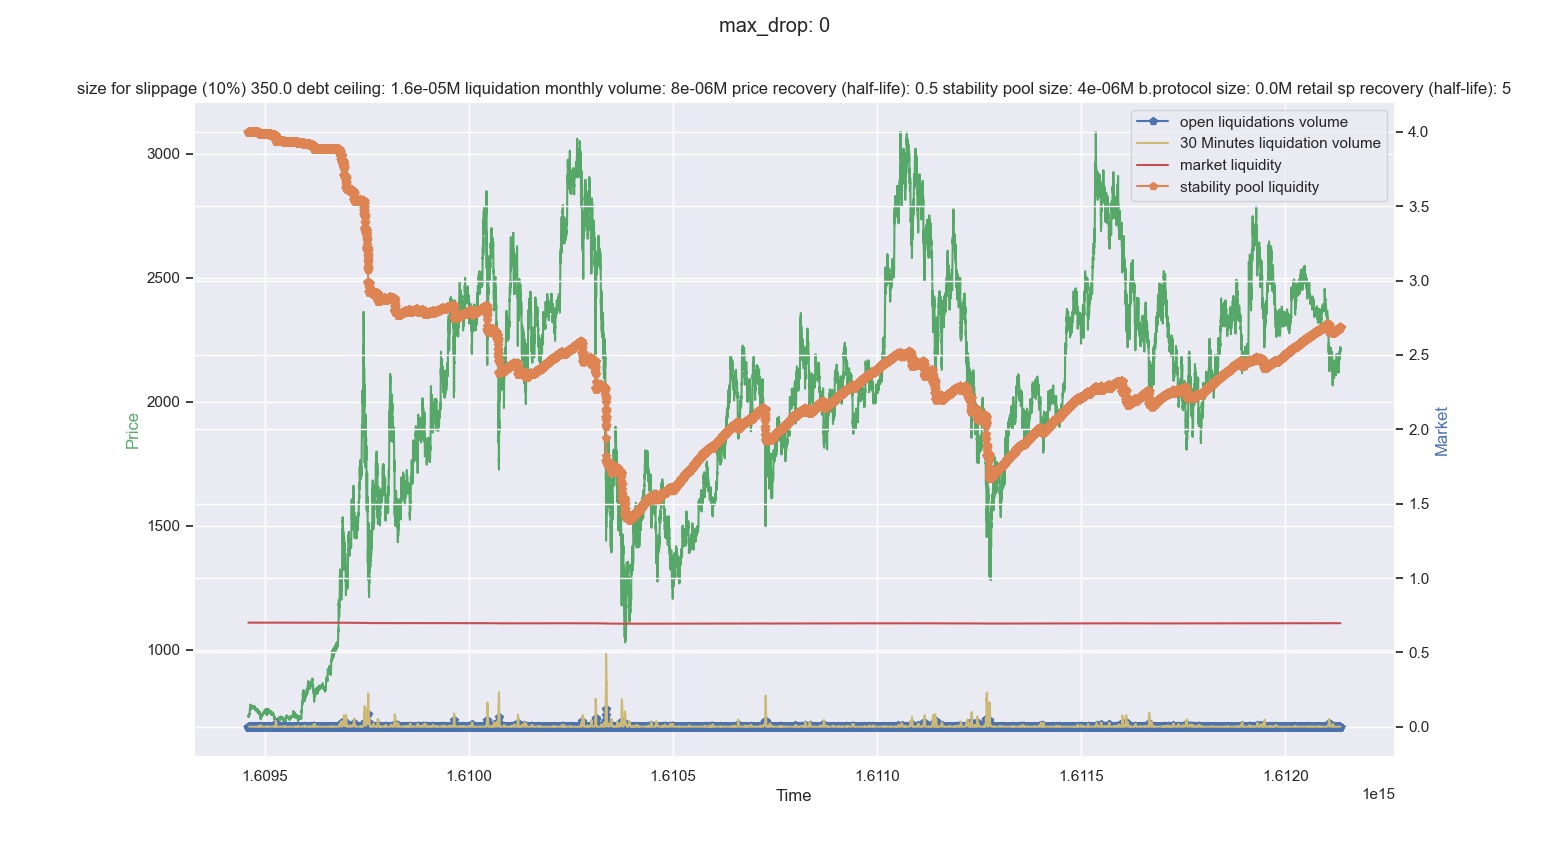 max_drop: 0
size for slippage (10%) 350.0 debt ceiling: 1.6e-05M liquidation monthly volume: 8e-06M price recovery (half-life): 0.5 stability pool size: 4e-06M b.protocol size: 0.0M retail sp recovery (half-life): 5
open liquidations volume
30 Minutes liquidation volume
market liquidity
stability pool liquidity
3000
2500
2000
1500
1000
Price
4.0
3.5
3.0
2.5
2.0
1.5
1.0
0.5
0.0
Market
1.6095 1.6100 1.6105 1.6110 1.6115 1.6120
Time
1e15